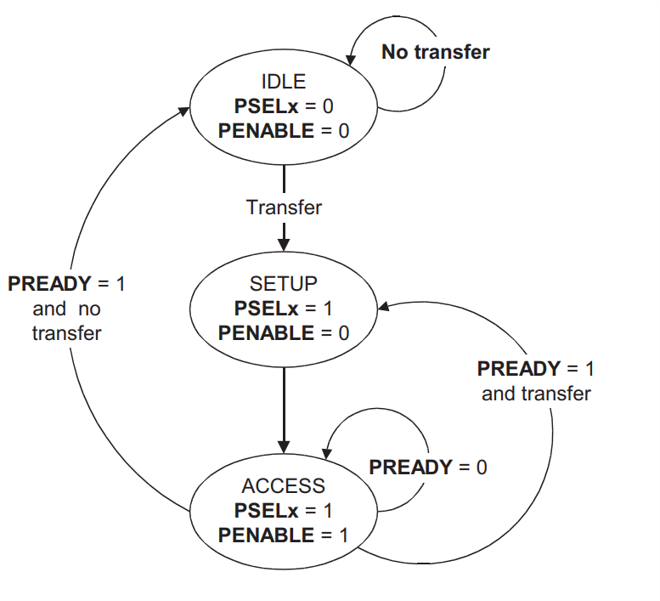 No transfer
IDLE
PSELx = 0
PENABLE = 0
Transfer
SETUP
PSELx = 1
PENABLE = 0
PREADY = 1
and no
transfer
PREADY = 1
and transfer
PREADY = 0
ACCESS
PSELx = 1
PENABLE = 1